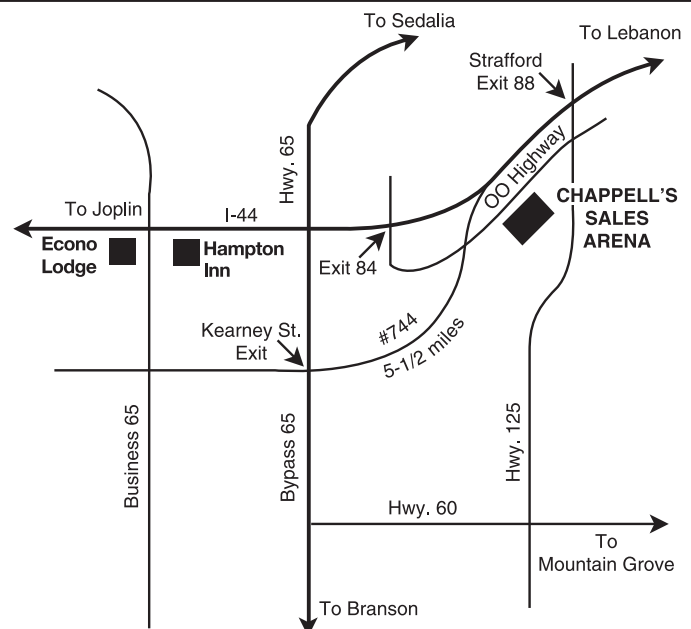 To Sedalia
To Lebanon
Strafford
Exit 88
Hwy. 65
OO Highway
CHAPPELL'S
SALES
ARENA
To Joplin
I-44
Econo
Lodge
Hampton
Inn
Exit 84
Kearney St.
Exit
#744
5-1/2 miles
Business 65
Bypass 65
Hwy. 125
Hwy. 60
To
Mountain Grove
To Branson